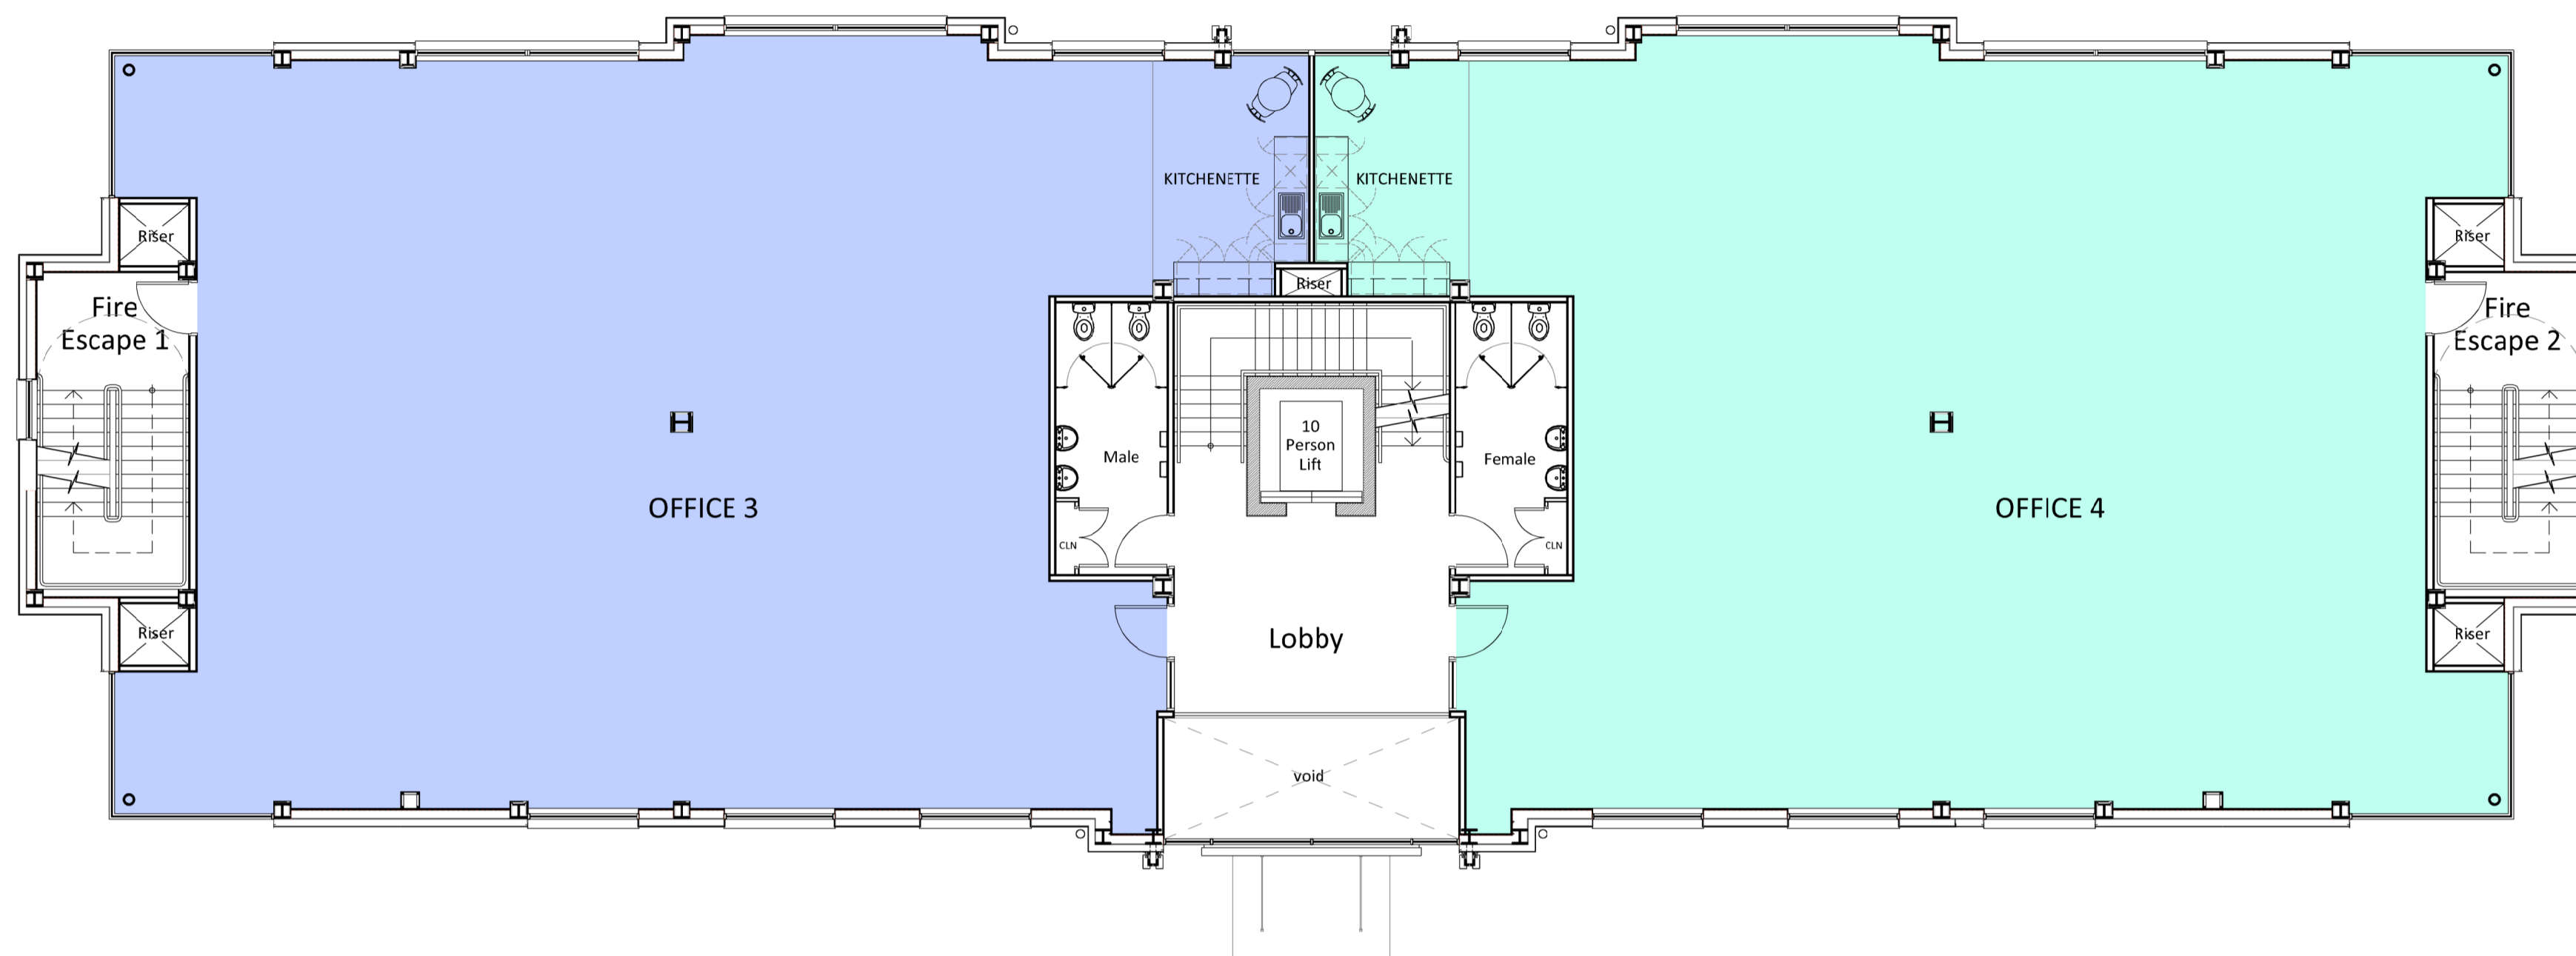 KITCHENETTE
KITCHENETTE
Riser
Riser
Riser
Fire
Escape 1
Fire
Escape 2
10
Person
Lift
Male
Female
OFFICE 3
OFFICE 4
CLN
CLN
Riser
Lobby
Riser
void